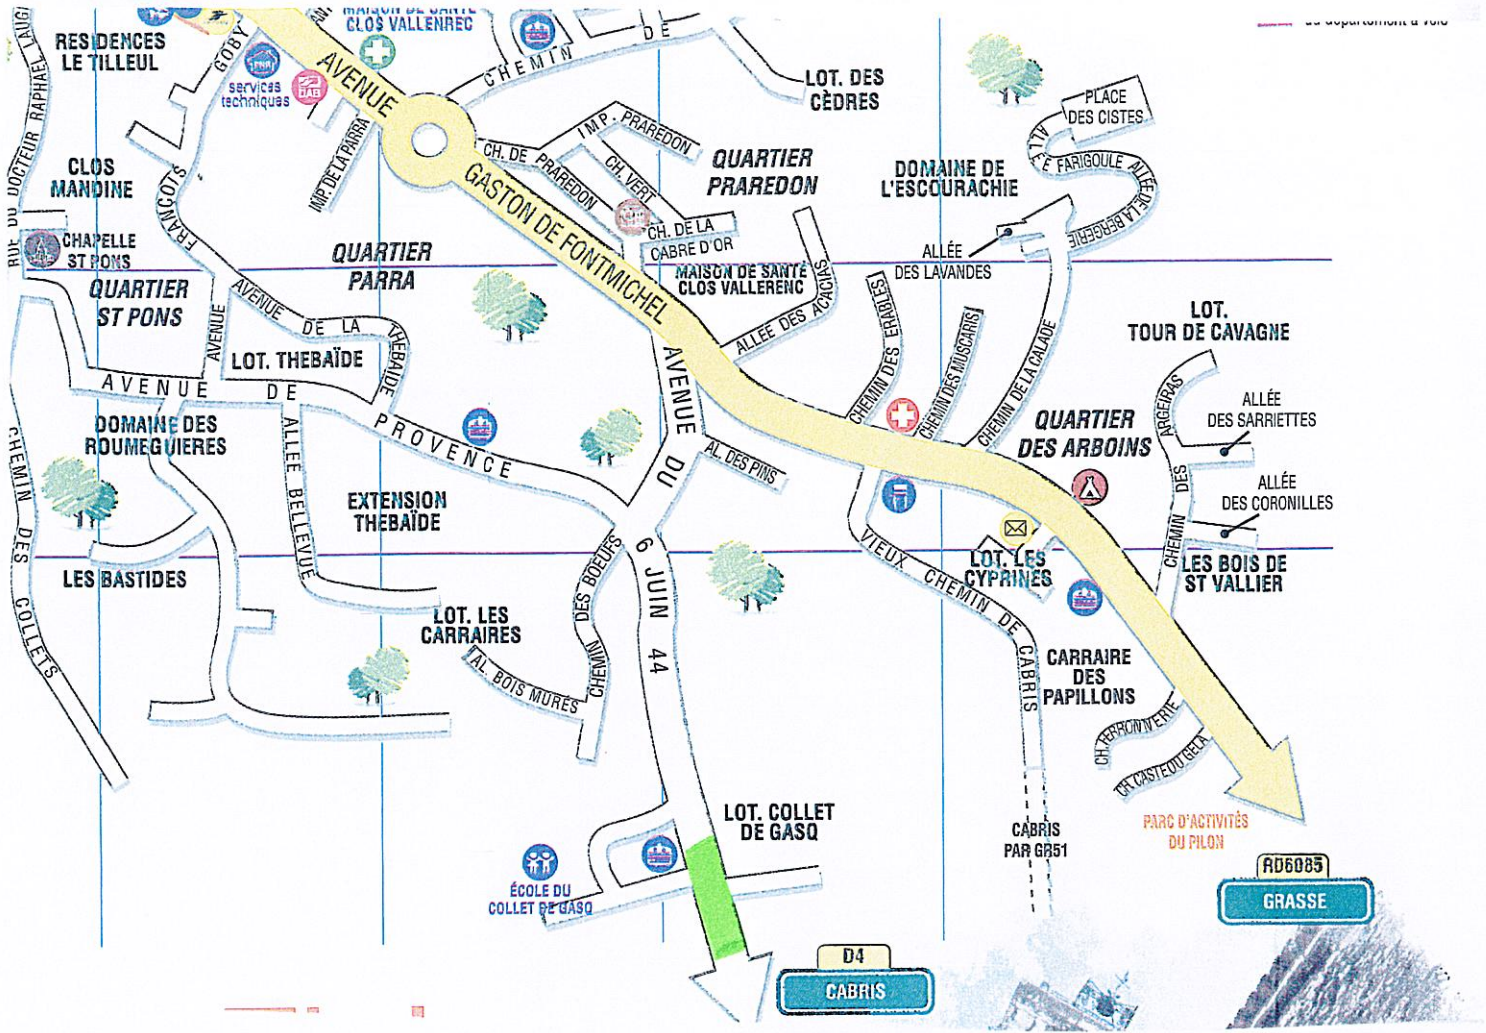 MAISON DE SANTÉ
CLOS VALLENREC
RESIDENCES
LE TILLEUL
GOBY
services
techniques
DAB
AVENUE
CHEMIN DE
LOT. DES
CÈDRES
PLACE
DES CISTES
RUE DU DOCTEUR RAPHAEL LAUGI
CLOS
MANDINE
IMP. DE LA PARRA
CH. DE PRAREDON
IMP. PRAREDON
CH. VERT
QUARTIER
PRAREDON
DOMAINE DE
L'ESCOURACHIE
ALLÉE FARIGOULE
ALLÉE DE LA BERGERIE
FRANÇOIS
CHAPELLE
ST PONS
QUARTIER
PARRA
GASTON DE FONTMICHEL
CH. DE LA
CABRE D'OR
ALLÉE
DES LAVANDES
MAISON DE SANTÉ
CLOS VALLERENC
QUARTIER
ST PONS
AVENUE
AVENUE DE LA THEBAIDE
LOT. THEBAÏDE
ALLEE DES ACACIAS
CHEMIN DES ERABLES
CHEMIN DES MUSCARIS
CHEMIN DE LA CALADE
LOT.
TOUR DE CAVAGNE
AVENUE DE PROVENCE
AVENUE DU 6 JUIN 44
ALLÉE
DES SARRIETTES
QUARTIER
DES ARBOINS
CHEMIN DES ARGEIRAS
DOMAINE DES
ROUMEGUIERES
ALLEE BELLEVUE
AL. DES PINS
ALLÉE
DES CORONILLES
CHEMIN DES COLLETS
EXTENSION
THEBAÏDE
VIEUX CHEMIN DE CABRIS
LOT. LES
CYPRINES
LES BOIS DE
ST VALLIER
LES BASTIDES
CHEMIN DES BOEUFS
LOT. LES
CARRAIRES
AL. BOIS MURÉS
CARRAIRE
DES
PAPILLONS
CH. FERRONNERIE
CH. CASTEOU GELA
LOT. COLLET
DE GASQ
CABRIS
PAR GR51
PARC D'ACTIVITÉS
DU PILON
ÉCOLE DU
COLLET DE GASQ
RD6085
GRASSE
D4
CABRIS